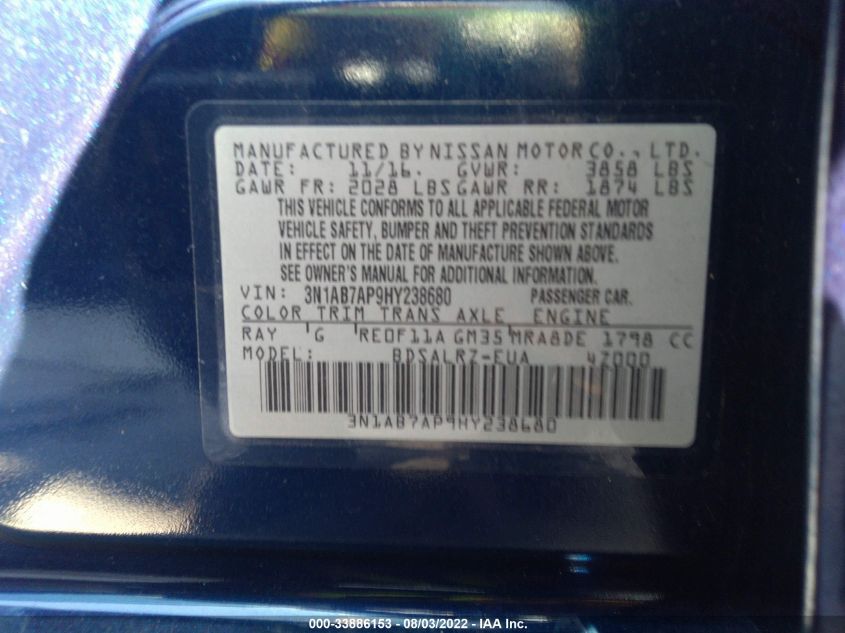 MANUFACTURED BY NISSAN MOTOR CO., LTD.
DATE: 11/16 GVWR: 3858 LBS
GAWR FR: 2028 LBS GAWR RR: 1874 LBS
THIS VEHICLE CONFORMS TO ALL APPLICABLE FEDERAL MOTOR
VEHICLE SAFETY, BUMPER AND THEFT PREVENTION STANDARDS
IN EFFECT ON THE DATE OF MANUFACTURE SHOWN ABOVE.
SEE OWNER'S MANUAL FOR ADDITIONAL INFORMATION.
VIN: 3N1AB7AP9HY238680 PASSENGER CAR.
COLOR TRIM TRANS AXLE ENGINE
RAY G RE0F11A GM35 MRA8DE 1798 CC
MODEL: BDSALRZ-EUA 4Z000
3N1AB7AP9HY238680
000-33886153 - 08/03/2022 - IAA Inc.